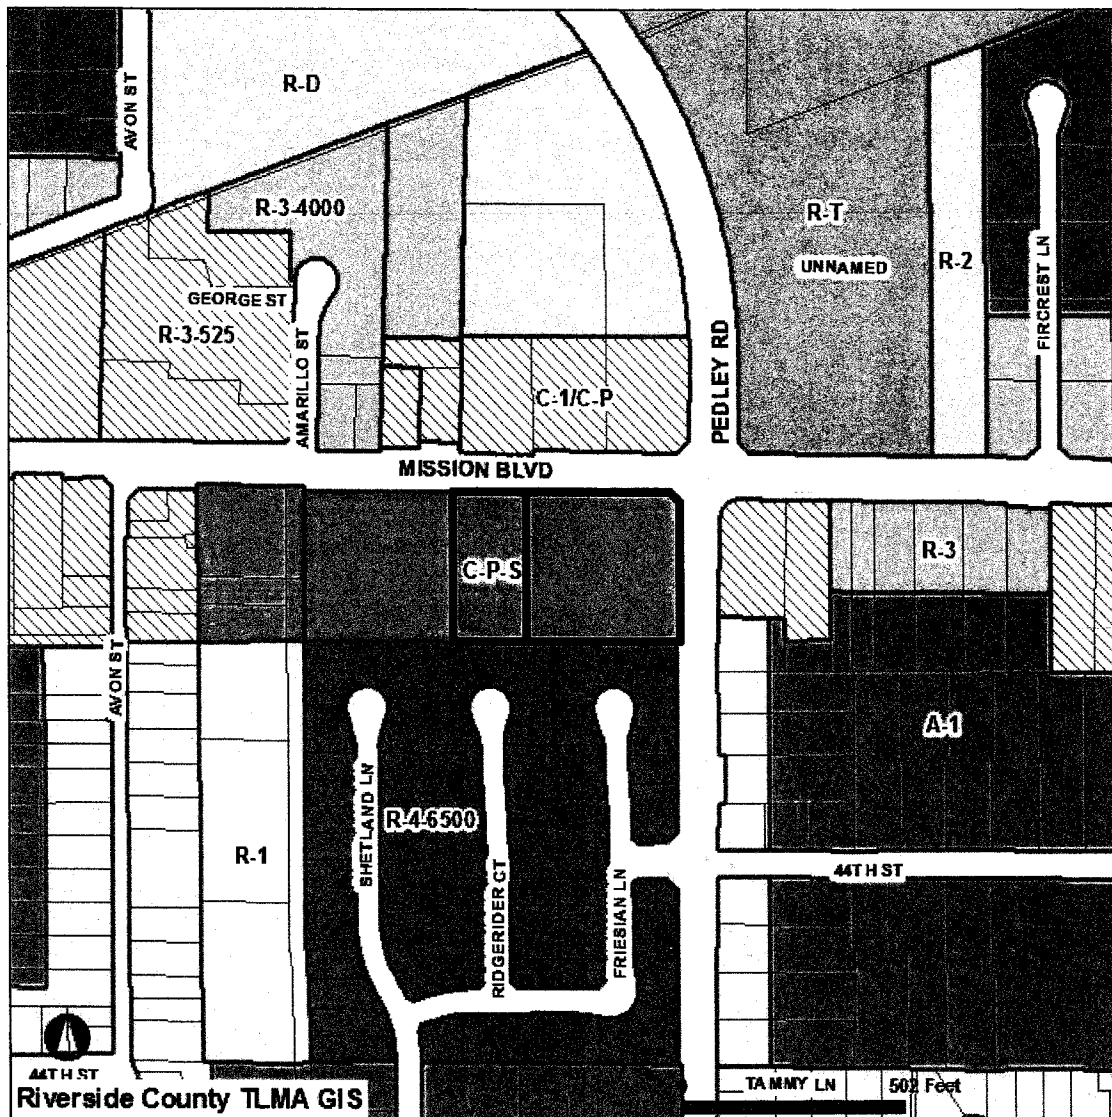 R-D
AVON ST
R-3-4000
R-T
UNNAMED
R-2
FIRCREST LN
GEORGE ST
R-3-525
AMARILLO ST
C-1/C-P
PEDLEY RD
MISSION BLVD
C-P-S
R-3
AVON ST
A-1
SHETLAND LN
R-4-6500
R-1
RIDGERIDER CT
FRIESIAN LN
44TH ST
44TH ST
TAMMY LN
502 Feet
Riverside County TLMA GIS